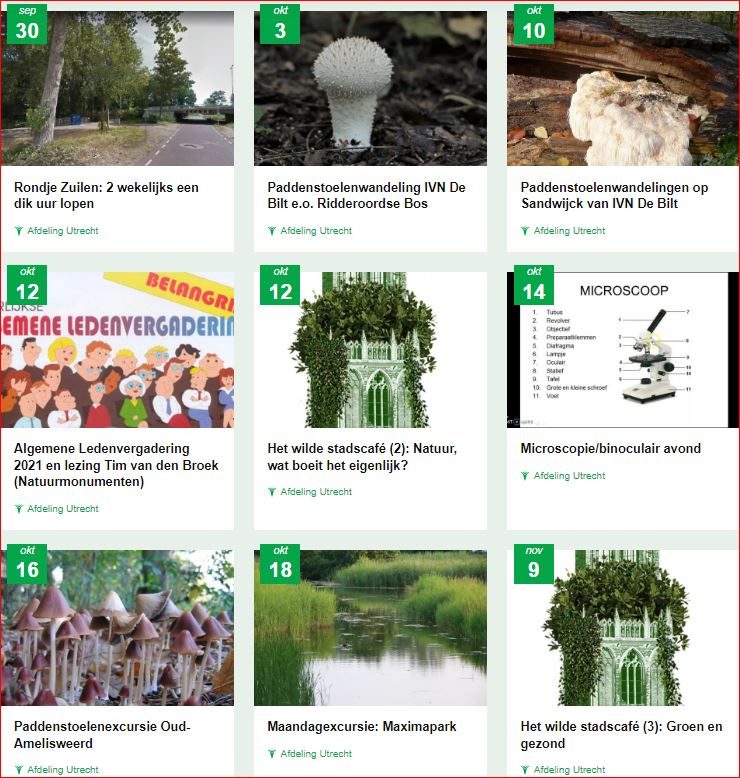 sep
30
Rondje Zuilen: 2 wekelijks een
dik uur lopen
Afdeling Utrecht
okt
3
Paddenstoelenwandeling IVN De
Bilt e.o. Ridderoordse Bos
Afdeling Utrecht
okt
10
Paddenstoelenwandelingen op
Sandwijck van IVN De Bilt
Afdeling Utrecht
okt
12
BELANGRI
RLIJKSE
EMENE LEDENVERGADERIN
Algemene Ledenvergadering
2021 en lezing Tim van den Broek
(Natuurmonumenten)
Afdeling Utrecht
okt
12
Het wilde stadscafé (2): Natuur,
wat boeit het eigenlijk?
Afdeling Utrecht
okt
14
MICROSCOOP
1. Tubus
2. Revolver
3. Objectief
4. Preparaatklemmen
5. Diafragma
6. Lampje
7. Oculair
8. Statief
9. Tafel
10. Grote en kleine schroef
11. Voet
Microscopie/binoculair avond
Afdeling Utrecht
okt
16
Paddenstoelenexcursie Oud-
Amelisweerd
Afdeling Utrecht
okt
18
Maandagexcursie: Maximapark
Afdeling Utrecht
nov
9
Het wilde stadscafé (3): Groen en
gezond
Afdeling Utrecht